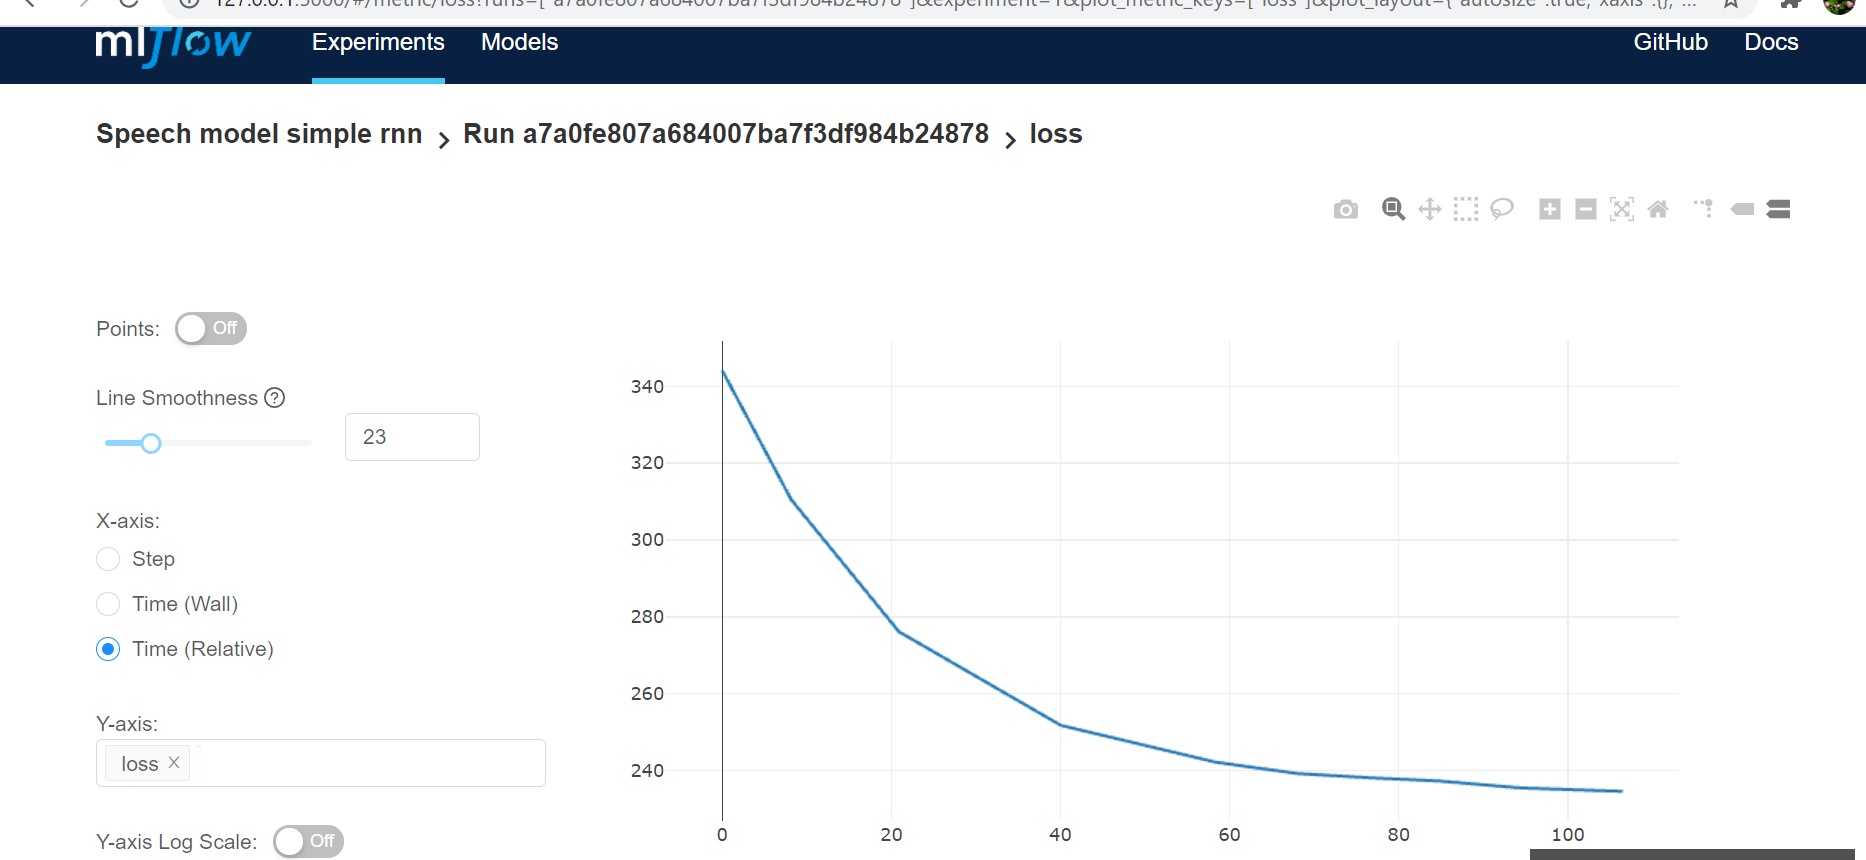 127.0.0.1:5000/#/metric/loss?runs=["a7a0fe807a684007ba7f3df984b24878"]&experiment=1&plot_metric_keys=["loss"]&plot_layout={"autosize":true,"xaxis":{}, ...
mlflow Experiments Models GitHub Docs
Speech model simple rnn > Run a7a0fe807a684007ba7f3df984b24878 > loss
Points: Off
Line Smoothness ?
23
X-axis:
Step
Time (Wall)
Time (Relative)
Y-axis:
loss X
Y-axis Log Scale: Off
340
320
300
280
260
240
0 20 40 60 80 100